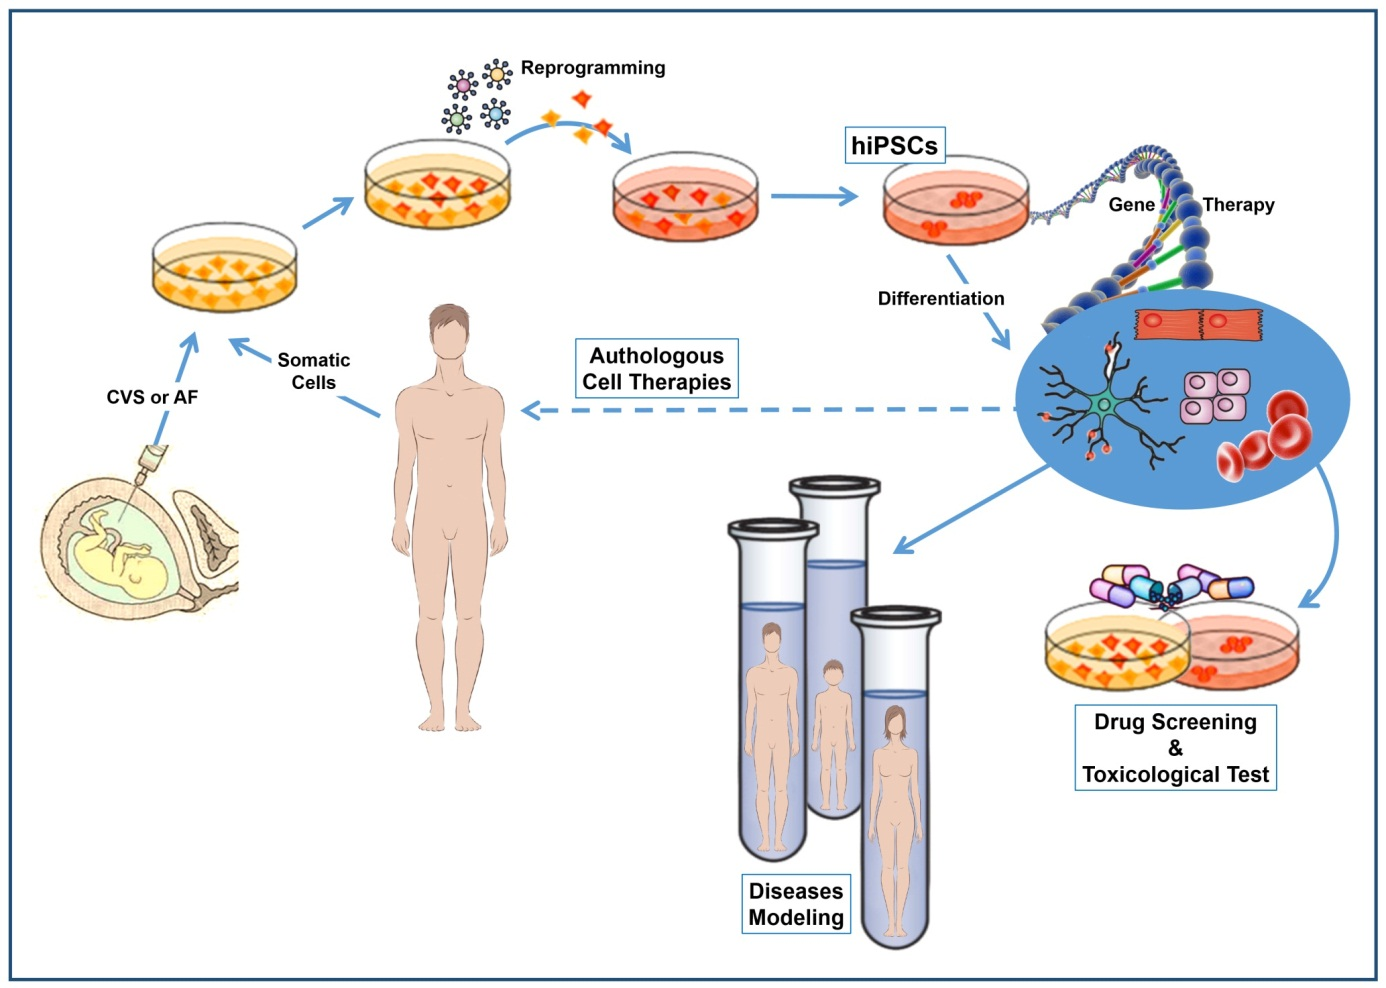 Reprogramming
hiPSCs
Gene Therapy
Differentiation
Authologous
Cell Therapies
Somatic
Cells
CVS or AF
Drug Screening
&
Toxicological Test
Diseases
Modeling